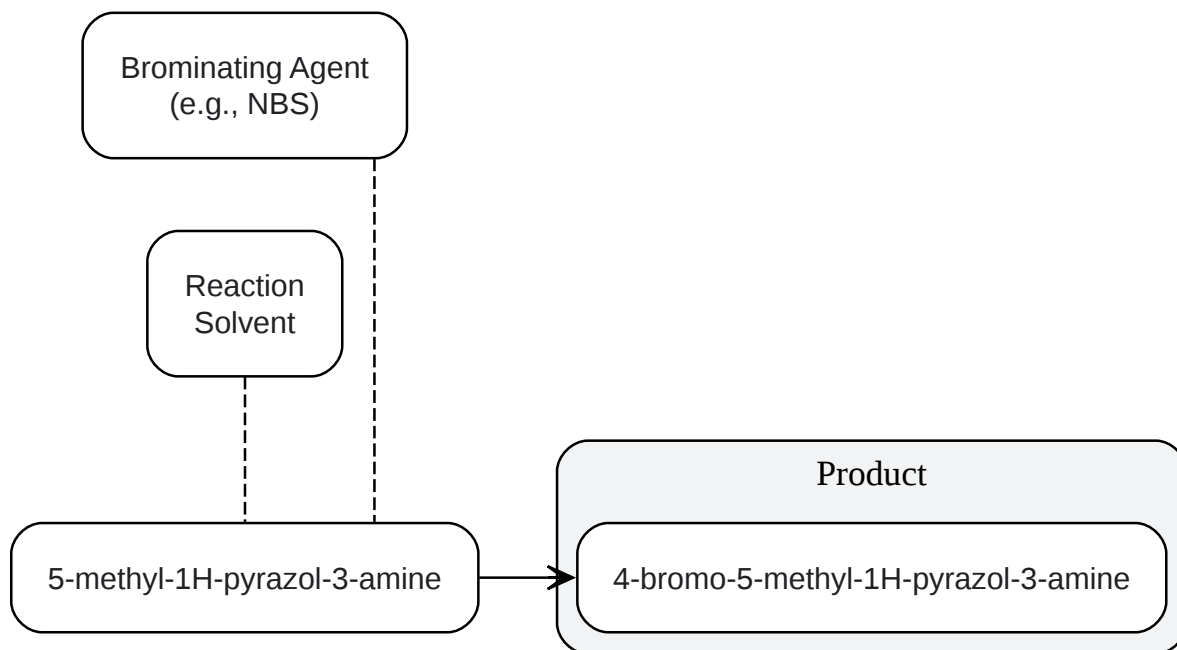 Brominating Agent
(e.g., NBS)
Reaction
Solvent
Product
5-methyl-1H-pyrazol-3-amine
4-bromo-5-methyl-1H-pyrazol-3-amine